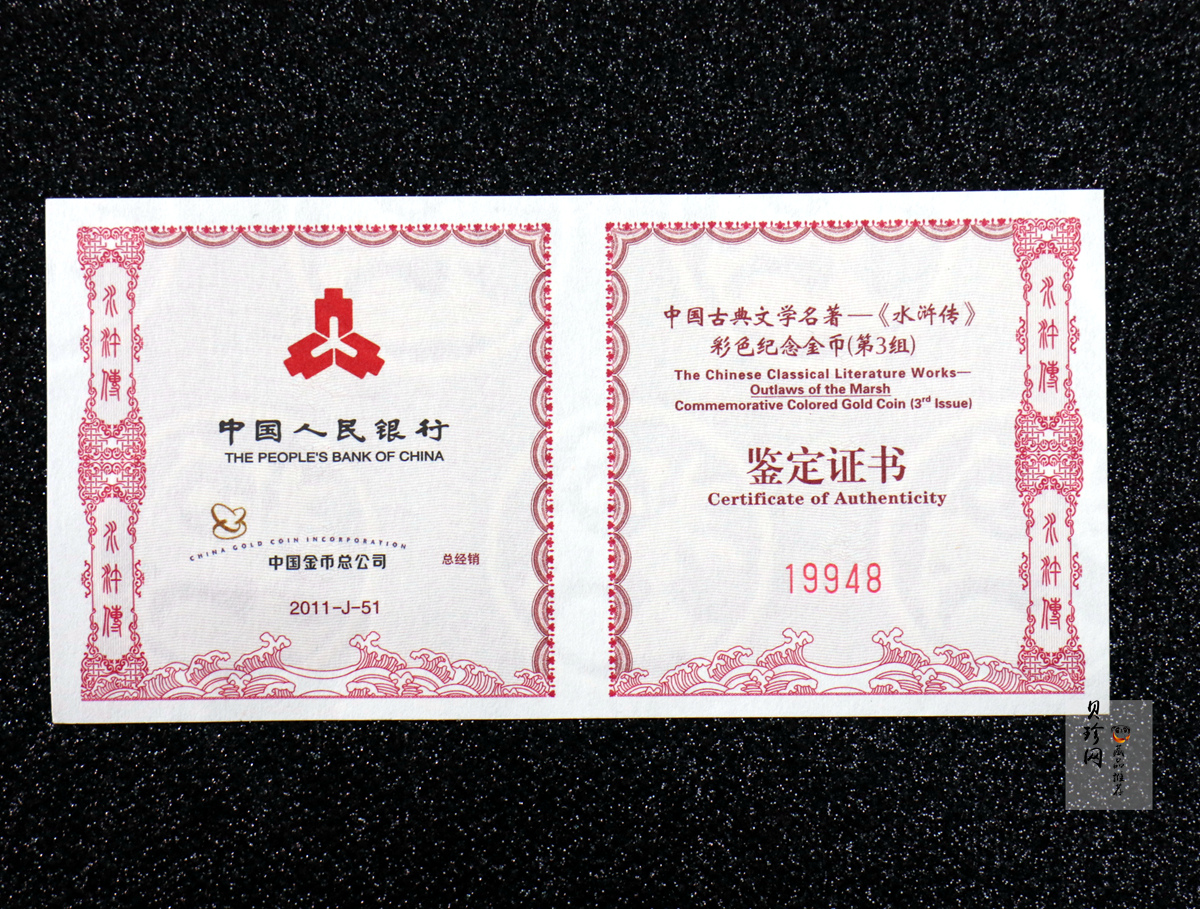 水浒傳
水浒傳
中国人民银行
THE PEOPLE'S BANK OF CHINA
CHINA GOLD COIN INCORPORATION
中国金币总公司
总经销
2011-J-51
中国古典文学名著—《水浒传》
彩色纪念金币(第3组)
The Chinese Classical Literature Works—
Outlaws of the Marsh
Commemorative Colored Gold Coin (3rd Issue)
鉴定证书
Certificate of Authenticity
19948
水浒傳
水浒傳
贝珍网